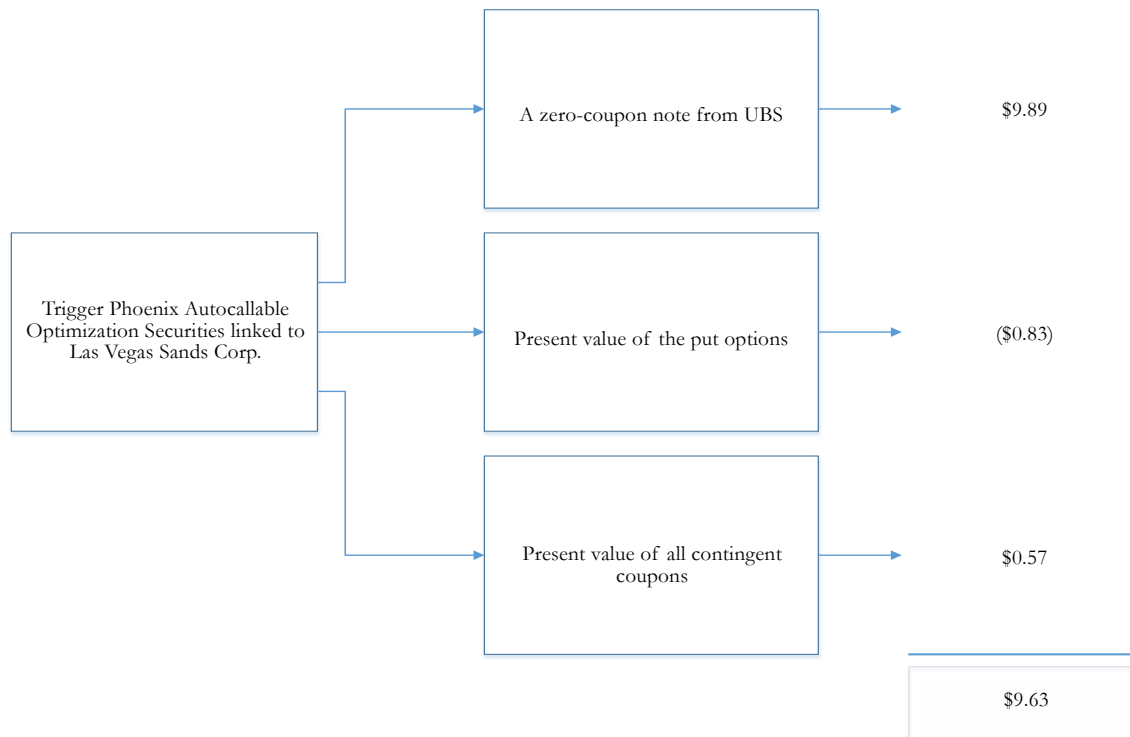 A zero-coupon note from UBS
$9.89
Trigger Phoenix Autocallable
Optimization Securities linked to
Las Vegas Sands Corp.
Present value of the put options
($0.83)
Present value of all contingent
coupons
$0.57
$9.63